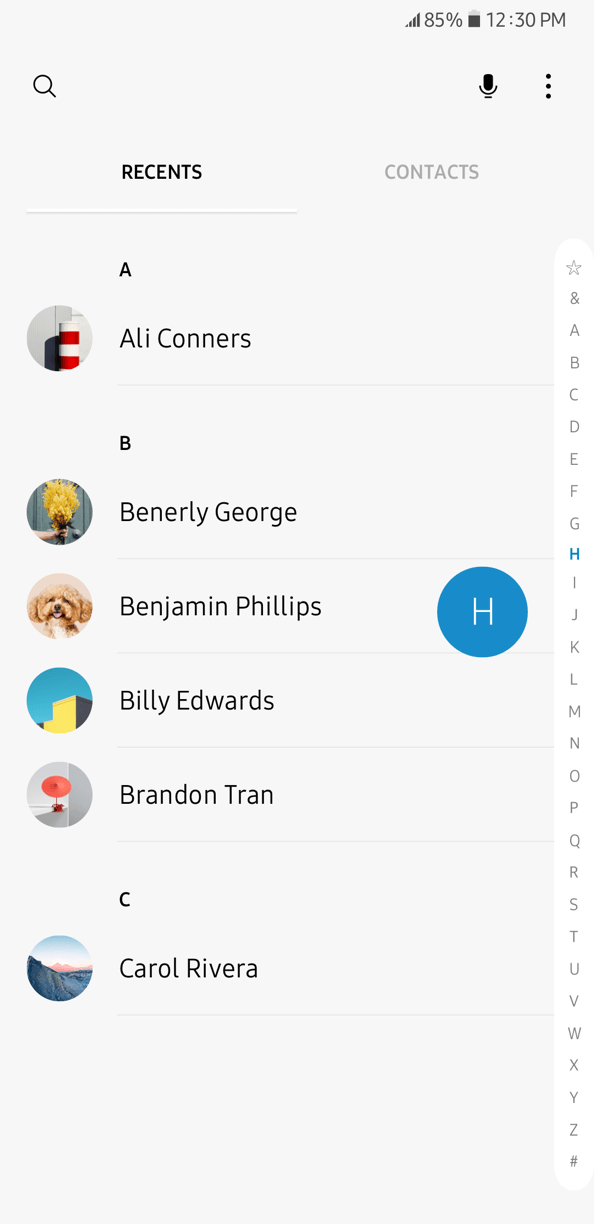 85% 12:30 PM
RECENTS CONTACTS
A
Ali Conners
B
Benerly George
Benjamin Phillips
H
Billy Edwards
Brandon Tran
C
Carol Rivera
&
A
B
C
D
E
F
G
H
I
J
K
L
M
N
O
P
Q
R
S
T
U
V
W
X
Y
Z
#